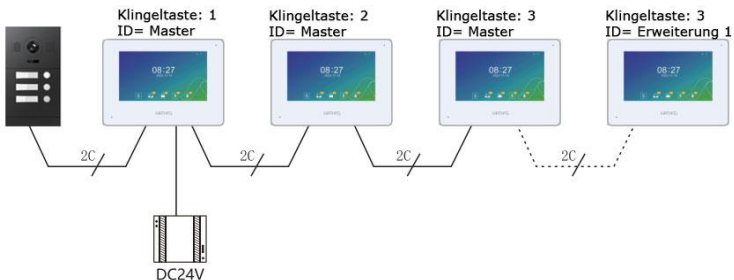 Klingeltaste: 1
ID= Master
Klingeltaste: 2
ID= Master
Klingeltaste: 3
ID= Master
Klingeltaste: 3
ID= Erweiterung 1
08:27
08:27
08:27
08:27
2C
2C
2C
2C
DC24V